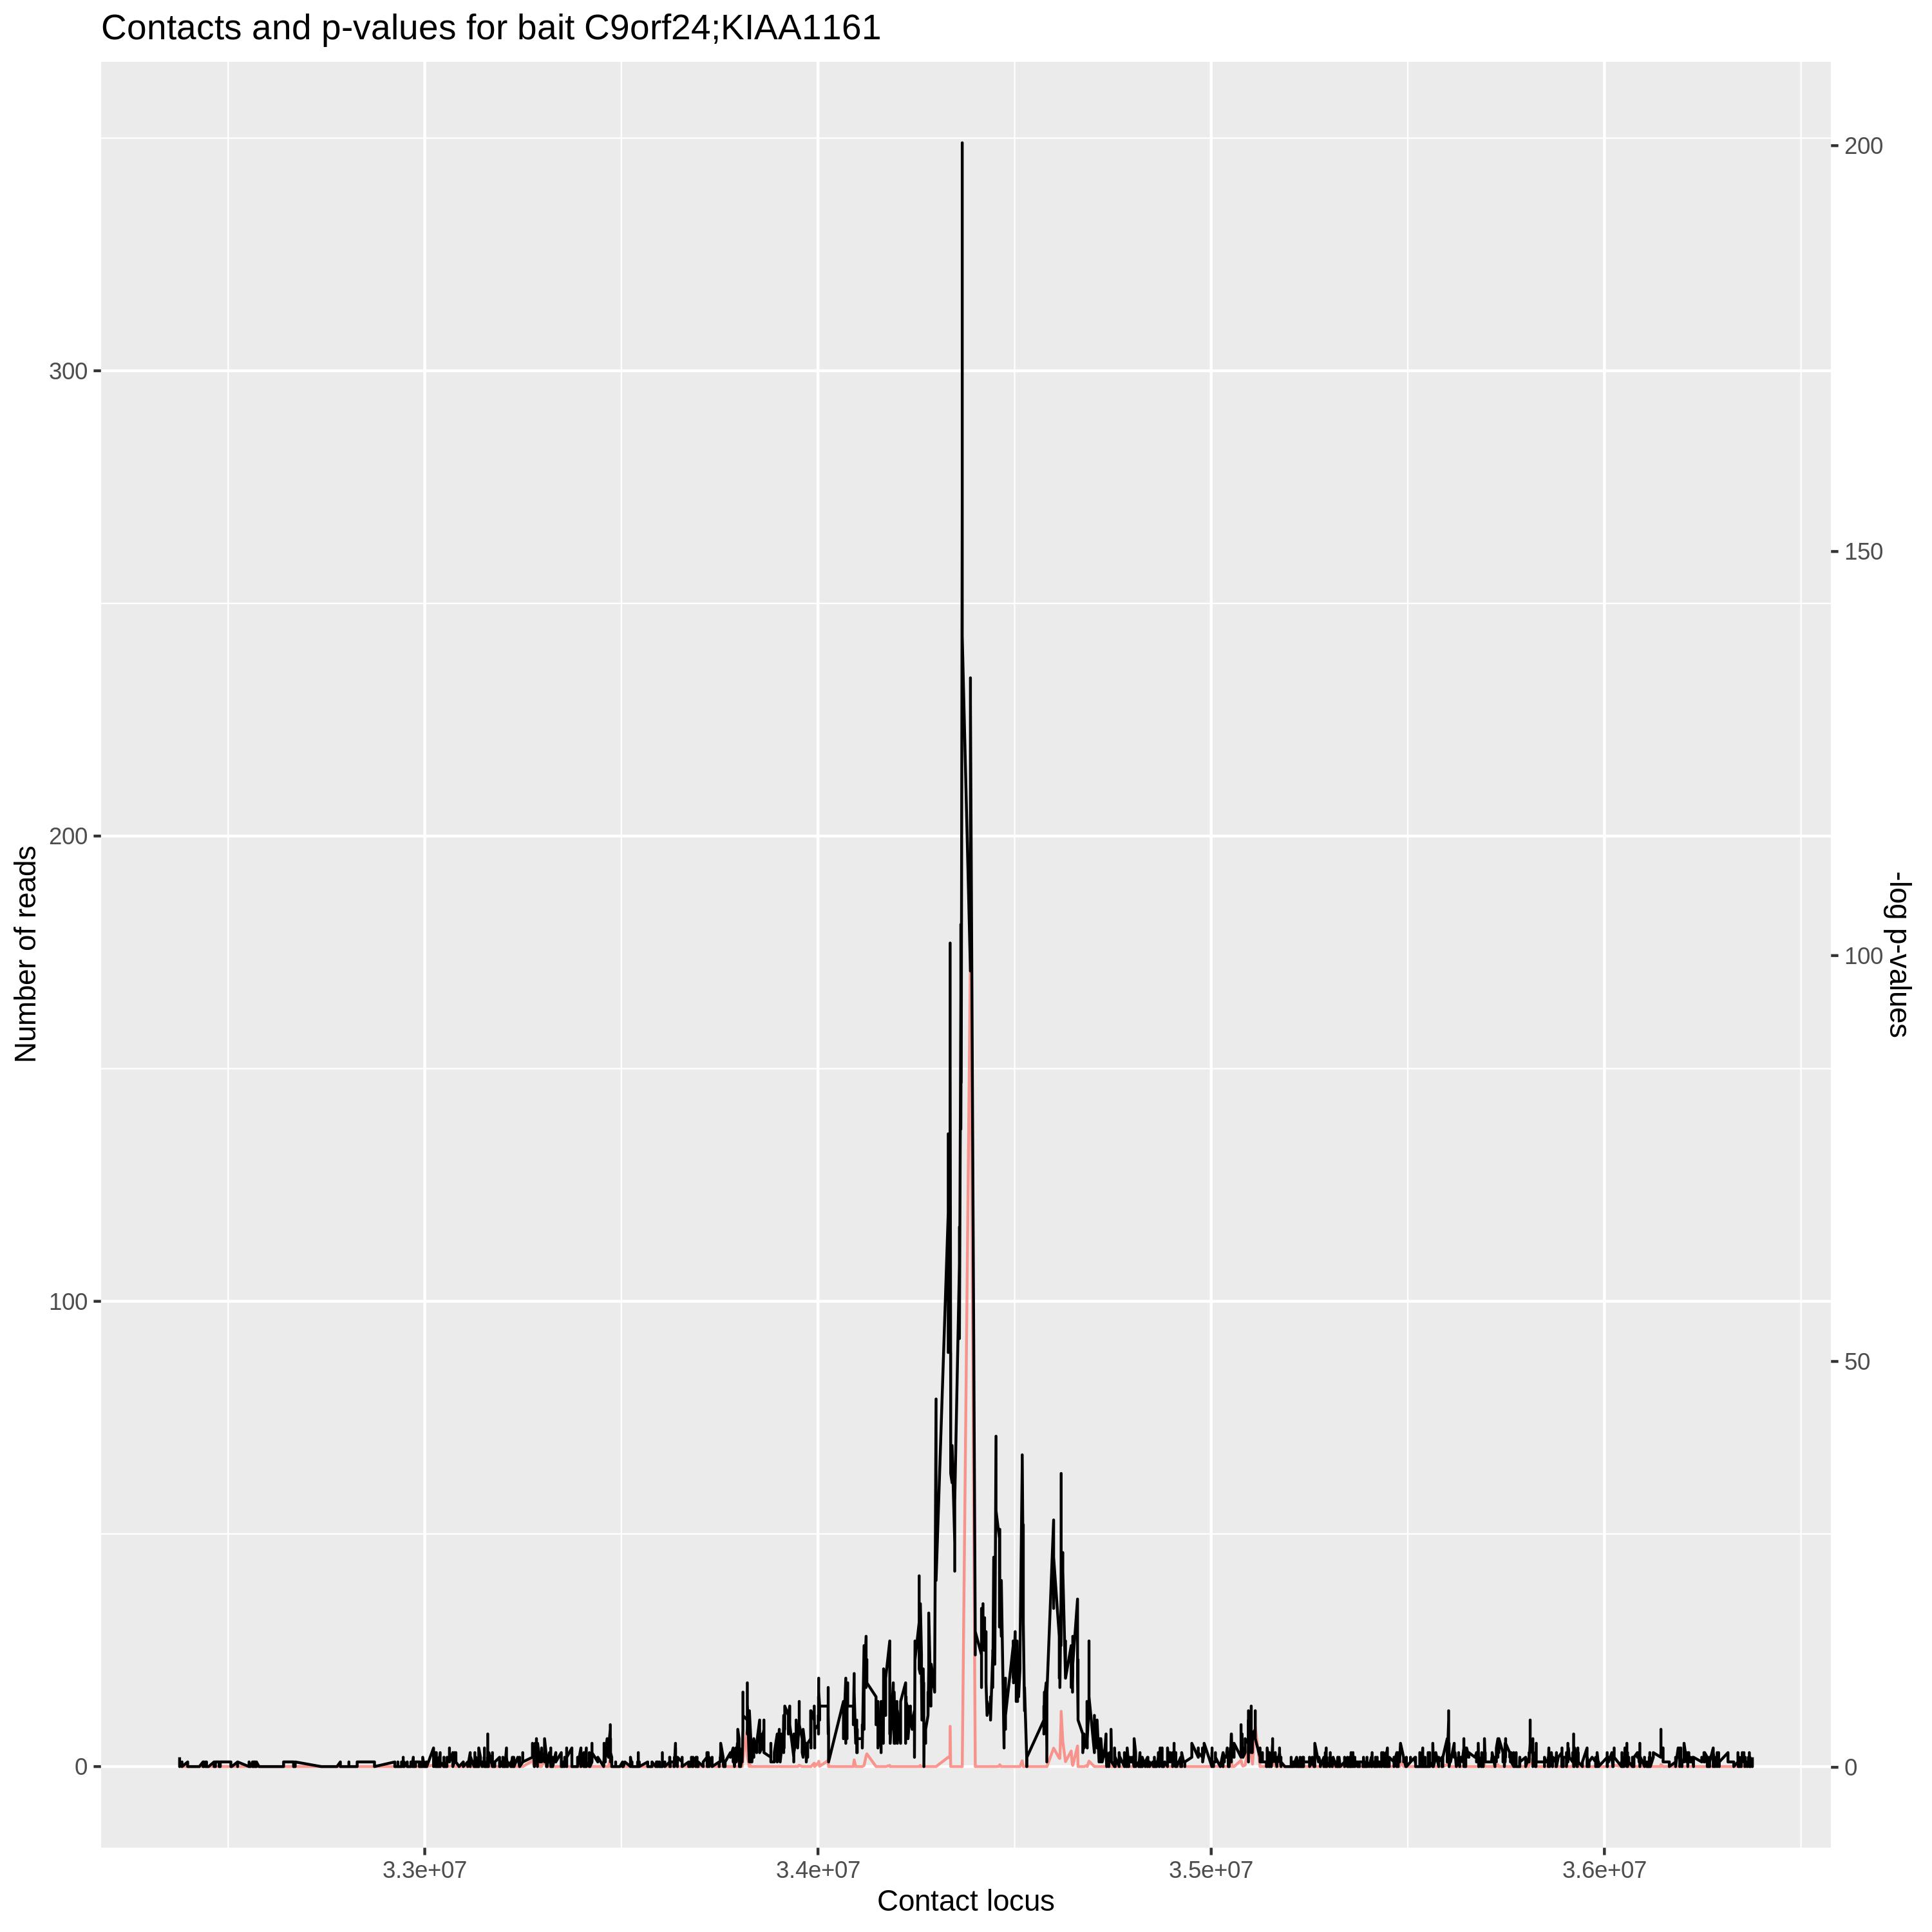 Contacts and p-values for bait C9orf24;KIAA1161
300
200
100
0
Number of reads
200
150
100
50
0
-log p-values
3.3e+07
3.4e+07
3.5e+07
3.6e+07
Contact locus